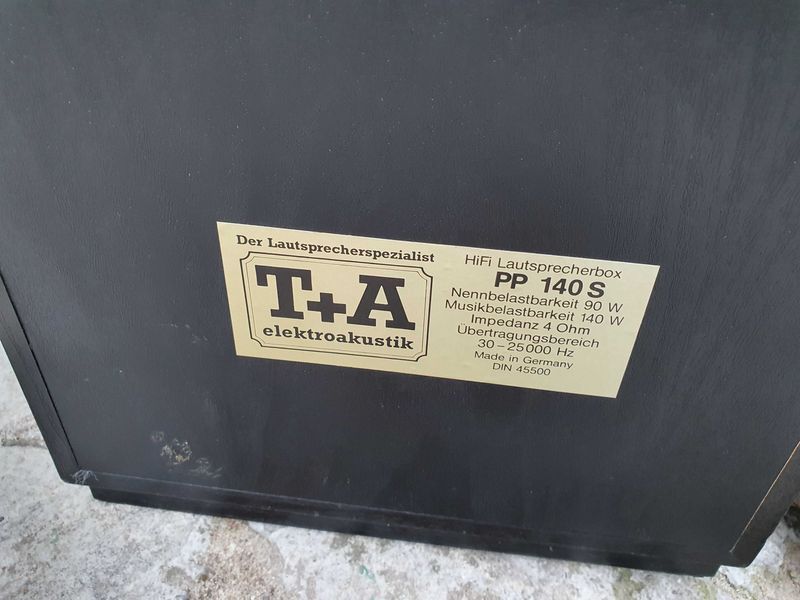 Der Lautsprecherspezialist
T+A
elektroakustik
HiFi Lautsprecherbox
PP 140 S
Nennbelastbarkeit 90 W
Musikbelastbarkeit 140 W
Impedanz 4 Ohm
Übertragungsbereich
30 – 25000 Hz
Made in Germany
DIN 45500